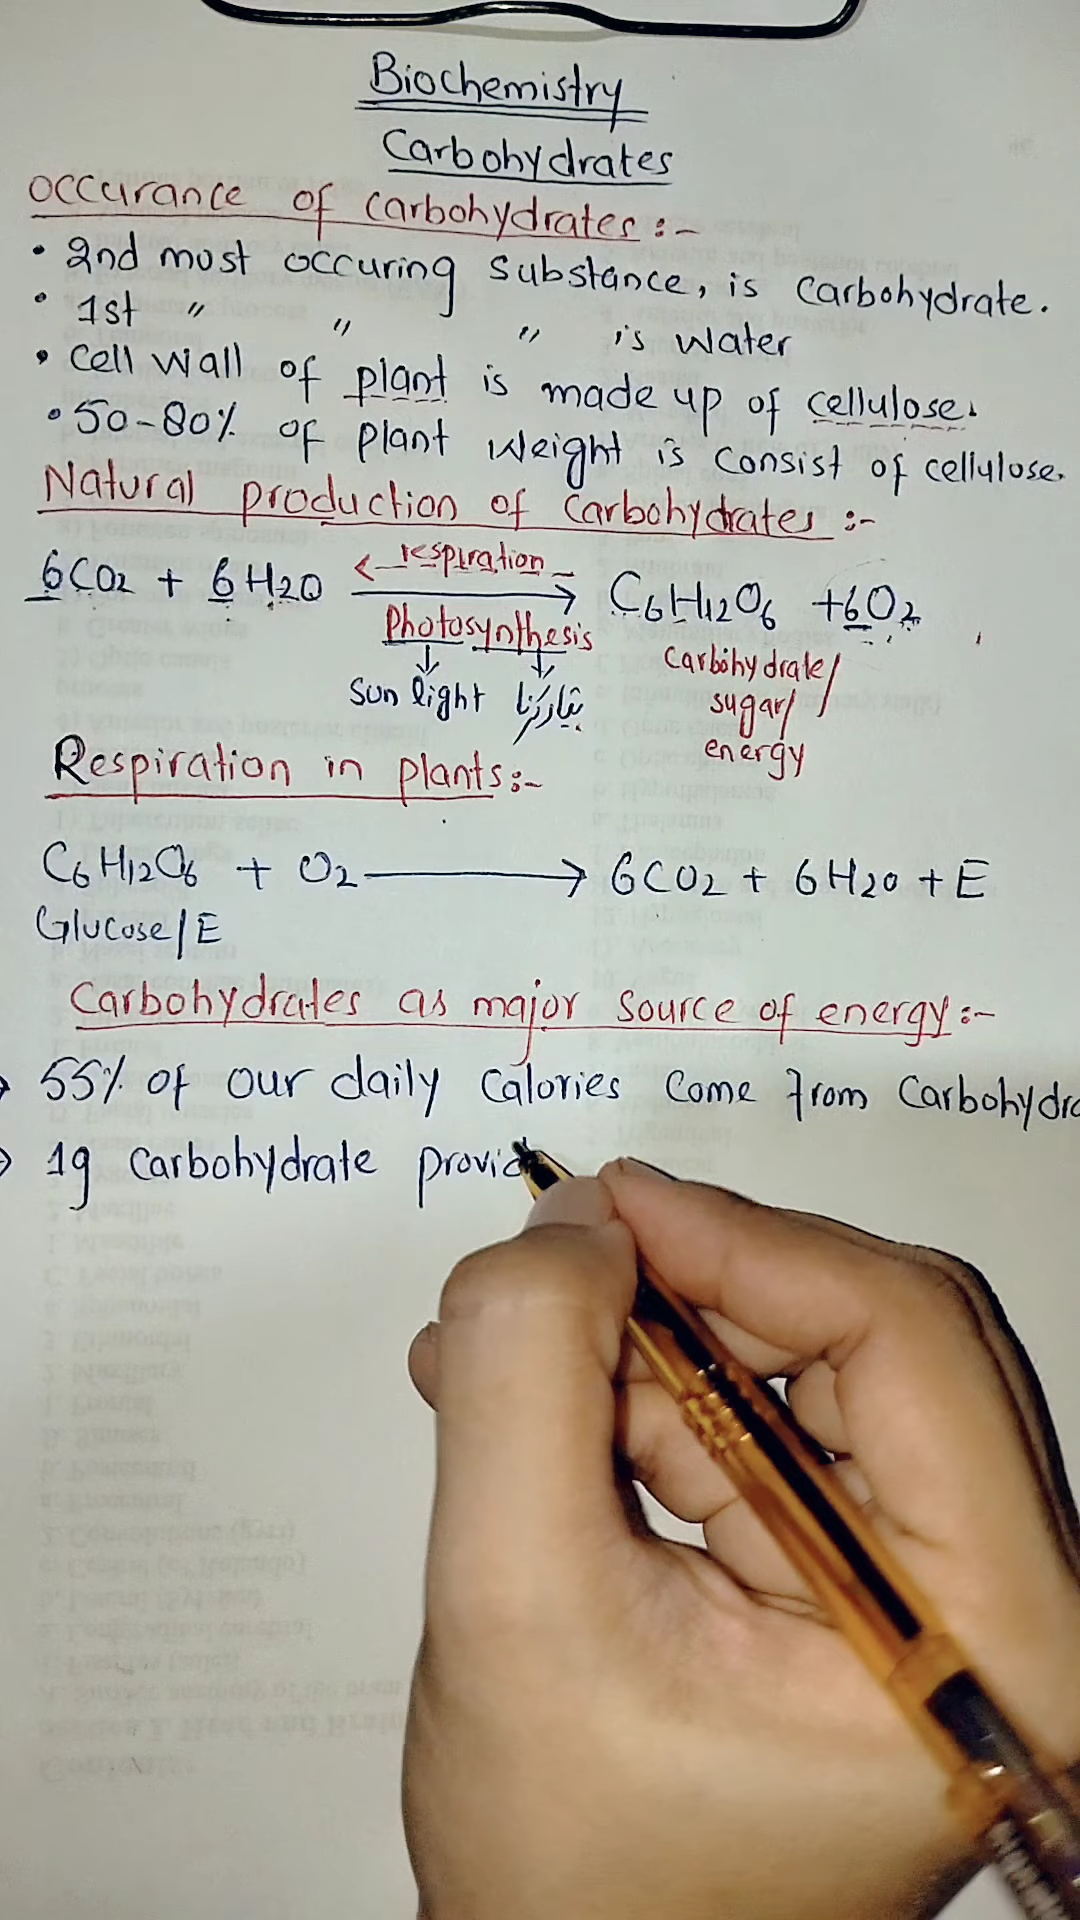 Biochemistry
Carbohydrates
Occurance of carbohydrates :-
• 2nd most occuring substance, is carbohydrate.
• 1st " " " is water
• cell wall of plant is made up of cellulose.
• 50-80% of plant weight is consist of cellulose.
Natural production of carbohydrates :-
respiration
6CO2 + 6H2O → C6H12O6 + 6O2
Photosynthesis
carbohydrate/
Sun light
sugar/
energy
Respiration in plants :-
C6H12O6 + O2 → 6CO2 + 6H2O + E
Glucose/E
Carbohydrates as major source of energy :-
55% of our daily calories come from Carbohydra
1g carbohydrate provid